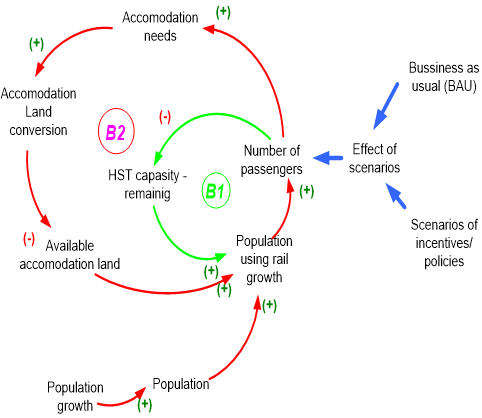 (+)
Accomodation
needs
(+)
(+)
Accomodation
Land
conversion
B2
(-)
Bussiness as
usual (BAU)
Number of
passengers
Effect of
scenarios
HST capasity -
remainig
B1
(+)
Scenarios of
incentives/
policies
(-)
Available
accomodation land
Population
using rail
growth
(+)
(+)
(+)
Population
growth
(+)
Population